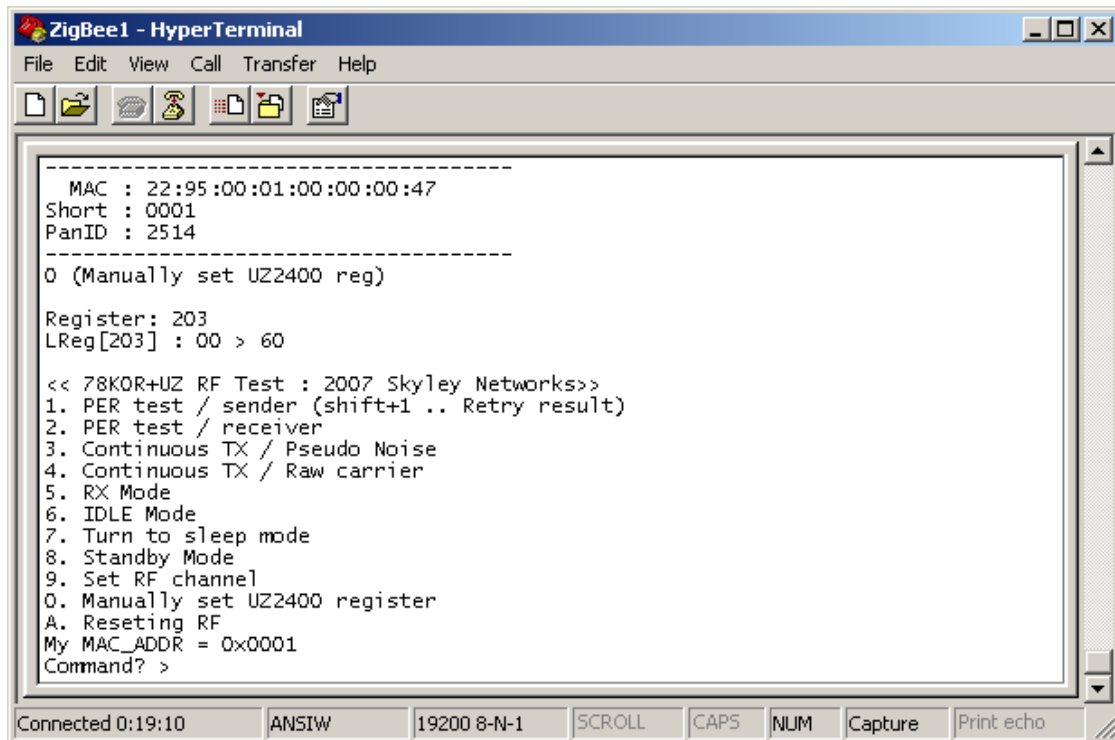 ZigBee1 - HyperTerminal
File Edit View Call Transfer Help
-------------------------------------
MAC : 22:95:00:01:00:00:00:47
Short : 0001
PanID : 2514
-------------------------------------
0 (Manually set UZ2400 reg)
Register: 203
LReg[203] : 00 > 60
<< 78K0R+UZ RF Test : 2007 Skyley Networks>>
1. PER test / sender (shift+1 .. Retry result)
2. PER test / receiver
3. Continuous TX / Pseudo Noise
4. Continuous TX / Raw carrier
5. RX Mode
6. IDLE Mode
7. Turn to sleep mode
8. Standby Mode
9. Set RF channel
0. Manually set UZ2400 register
A. Reseting RF
My MAC_ADDR = 0x0001
Command? >
Connected 0:19:10 ANSIW 19200 8-N-1 SCROLL CAPS NUM Capture Print echo